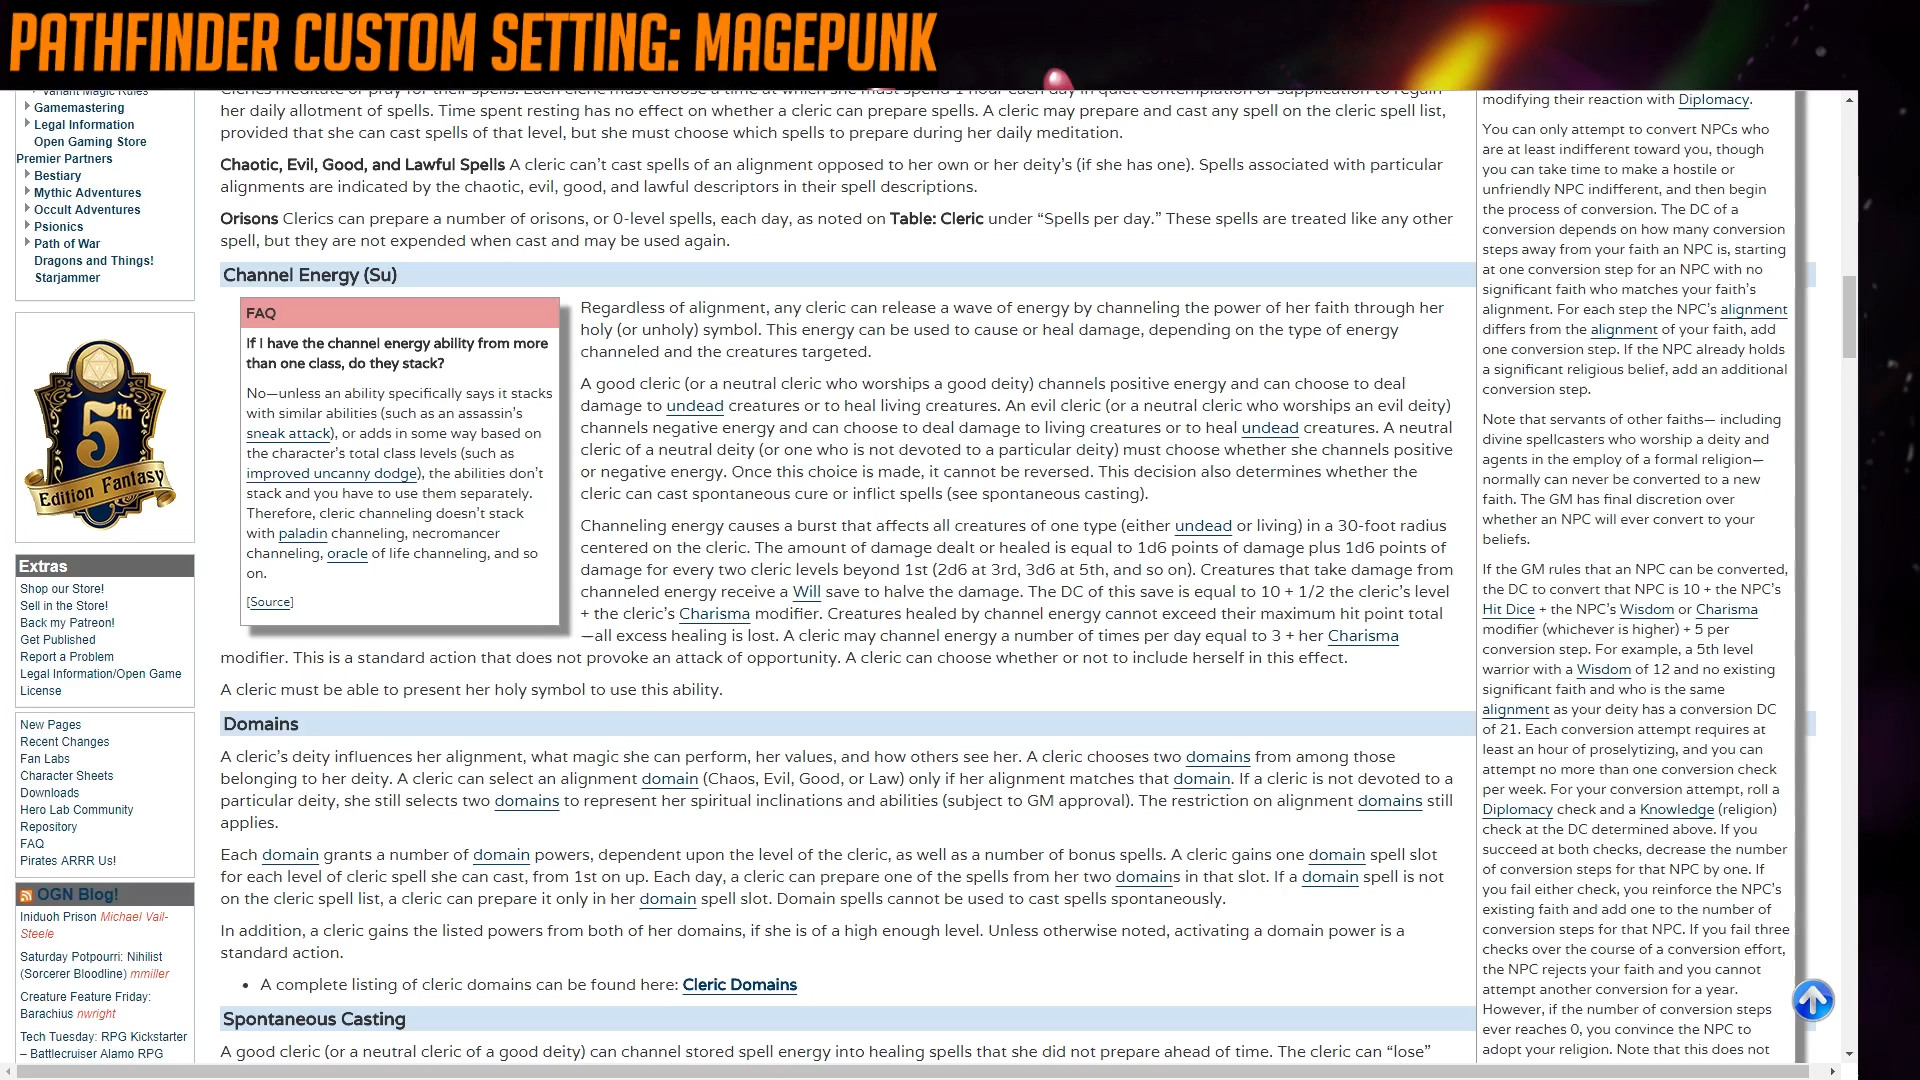 PATHFINDER CUSTOM SETTING: MAGEPUNK
Variant Magic Rules
Gamemastering
Legal Information
Open Gaming Store
Premier Partners
Bestiary
Mythic Adventures
Occult Adventures
Psionics
Path of War
Dragons and Things!
Starjammer
5th
Edition Fantasy
Extras
Shop our Store!
Sell in the Store!
Back my Patreon!
Get Published
Report a Problem
Legal Information/Open Game
License
New Pages
Recent Changes
Fan Labs
Character Sheets
Downloads
Hero Lab Community
Repository
FAQ
Pirates ARRR Us!
OGN Blog!
Iniduoh Prison Michael Vail-
Steele
Saturday Potpourri: Nihilist
(Sorcerer Bloodline) mmiller
Creature Feature Friday:
Barachius nwright
Tech Tuesday: RPG Kickstarter
– Battlecruiser Alamo RPG
Clerics meditate or pray for their spells. Each cleric must choose a time at which she must spend 1 hour each day in quiet contemplation or supplication to regain
her daily allotment of spells. Time spent resting has no effect on whether a cleric can prepare spells. A cleric may prepare and cast any spell on the cleric spell list,
provided that she can cast spells of that level, but she must choose which spells to prepare during her daily meditation.
Chaotic, Evil, Good, and Lawful Spells A cleric can’t cast spells of an alignment opposed to her own or her deity’s (if she has one). Spells associated with particular
alignments are indicated by the chaotic, evil, good, and lawful descriptors in their spell descriptions.
Orisons Clerics can prepare a number of orisons, or 0-level spells, each day, as noted on Table: Cleric under “Spells per day.” These spells are treated like any other
spell, but they are not expended when cast and may be used again.
Channel Energy (Su)
FAQ
If I have the channel energy ability from more
than one class, do they stack?
No—unless an ability specifically says it stacks
with similar abilities (such as an assassin’s
sneak attack), or adds in some way based on
the character’s total class levels (such as
improved uncanny dodge), the abilities don’t
stack and you have to use them separately.
Therefore, cleric channeling doesn’t stack
with paladin channeling, necromancer
channeling, oracle of life channeling, and so
on.
[Source]
Regardless of alignment, any cleric can release a wave of energy by channeling the power of her faith through her
holy (or unholy) symbol. This energy can be used to cause or heal damage, depending on the type of energy
channeled and the creatures targeted.
A good cleric (or a neutral cleric who worships a good deity) channels positive energy and can choose to deal
damage to undead creatures or to heal living creatures. An evil cleric (or a neutral cleric who worships an evil deity)
channels negative energy and can choose to deal damage to living creatures or to heal undead creatures. A neutral
cleric of a neutral deity (or one who is not devoted to a particular deity) must choose whether she channels positive
or negative energy. Once this choice is made, it cannot be reversed. This decision also determines whether the
cleric can cast spontaneous cure or inflict spells (see spontaneous casting).
Channeling energy causes a burst that affects all creatures of one type (either undead or living) in a 30-foot radius
centered on the cleric. The amount of damage dealt or healed is equal to 1d6 points of damage plus 1d6 points of
damage for every two cleric levels beyond 1st (2d6 at 3rd, 3d6 at 5th, and so on). Creatures that take damage from
channeled energy receive a Will save to halve the damage. The DC of this save is equal to 10 + 1/2 the cleric’s level
+ the cleric’s Charisma modifier. Creatures healed by channel energy cannot exceed their maximum hit point total
—all excess healing is lost. A cleric may channel energy a number of times per day equal to 3 + her Charisma
modifier. This is a standard action that does not provoke an attack of opportunity. A cleric can choose whether or not to include herself in this effect.
A cleric must be able to present her holy symbol to use this ability.
Domains
A cleric’s deity influences her alignment, what magic she can perform, her values, and how others see her. A cleric chooses two domains from among those
belonging to her deity. A cleric can select an alignment domain (Chaos, Evil, Good, or Law) only if her alignment matches that domain. If a cleric is not devoted to a
particular deity, she still selects two domains to represent her spiritual inclinations and abilities (subject to GM approval). The restriction on alignment domains still
applies.
Each domain grants a number of domain powers, dependent upon the level of the cleric, as well as a number of bonus spells. A cleric gains one domain spell slot
for each level of cleric spell she can cast, from 1st on up. Each day, a cleric can prepare one of the spells from her two domains in that slot. If a domain spell is not
on the cleric spell list, a cleric can prepare it only in her domain spell slot. Domain spells cannot be used to cast spells spontaneously.
In addition, a cleric gains the listed powers from both of her domains, if she is of a high enough level. Unless otherwise noted, activating a domain power is a
standard action.
• A complete listing of cleric domains can be found here: Cleric Domains
Spontaneous Casting
A good cleric (or a neutral cleric of a good deity) can channel stored spell energy into healing spells that she did not prepare ahead of time. The cleric can “lose”
modifying their reaction with Diplomacy.
You can only attempt to convert NPCs who
are at least indifferent toward you, though
you can take time to make a hostile or
unfriendly NPC indifferent, and then begin
the process of conversion. The DC of a
conversion depends on how many conversion
steps away from your faith an NPC is, starting
at one conversion step for an NPC with no
significant faith who matches your faith’s
alignment. For each step the NPC’s alignment
differs from the alignment of your faith, add
one conversion step. If the NPC already holds
a significant religious belief, add an additional
conversion step.
Note that servants of other faiths— including
divine spellcasters who worship a deity and
agents in the employ of a formal religion—
normally can never be converted to a new
faith. The GM has final discretion over
whether an NPC will ever convert to your
beliefs.
If the GM rules that an NPC can be converted,
the DC to convert that NPC is 10 + the NPC’s
Hit Dice + the NPC’s Wisdom or Charisma
modifier (whichever is higher) + 5 per
conversion step. For example, a 5th level
warrior with a Wisdom of 12 and no existing
significant faith and who is the same
alignment as your deity has a conversion DC
of 21. Each conversion attempt requires at
least an hour of proselytizing, and you can
attempt no more than one conversion check
per week. For your conversion attempt, roll a
Diplomacy check and a Knowledge (religion)
check at the DC determined above. If you
succeed at both checks, decrease the number
of conversion steps for that NPC by one. If
you fail either check, you reinforce the NPC’s
existing faith and add one to the number of
conversion steps for that NPC. If you fail three
checks over the course of a conversion effort,
the NPC rejects your faith and you cannot
attempt another conversion for a year.
However, if the number of conversion steps
ever reaches 0, you convince the NPC to
adopt your religion. Note that this does not